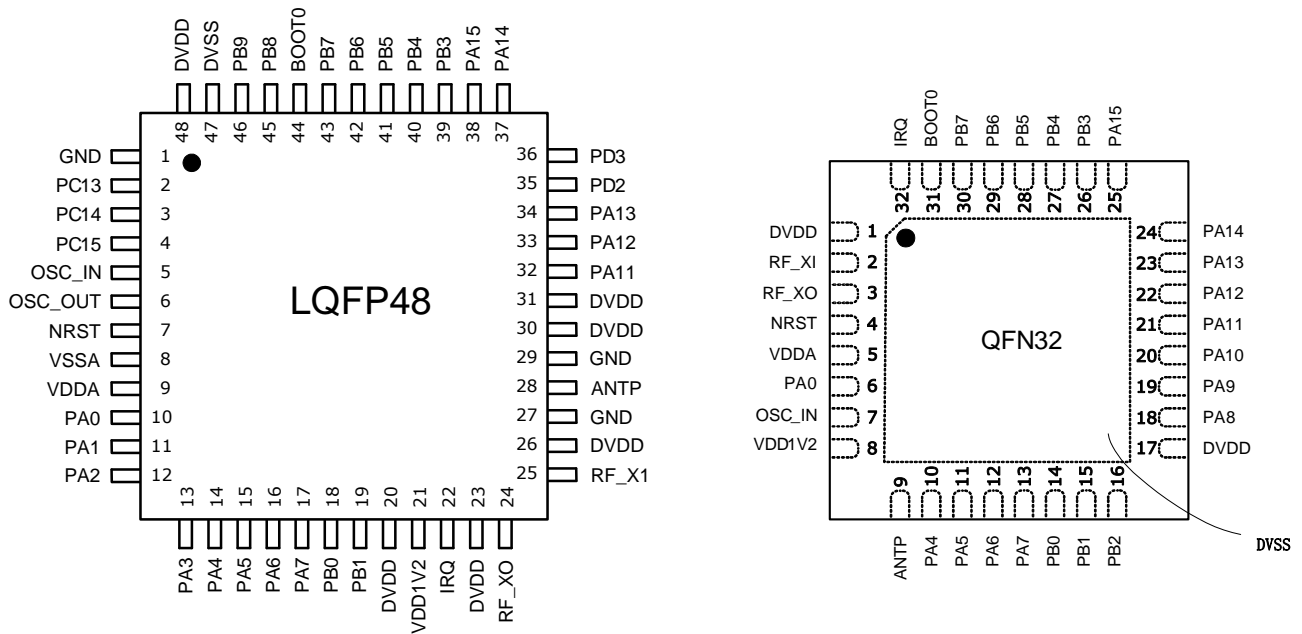 DVDD DVSS PB9 PB8 BOOT0 PB7 PB6 PB5 PB4 PB3 PA15 PA14
48 47 46 45 44 43 42 41 40 39 38 37
GND 1
PC13 2
PC14 3
PC15 4
OSC_IN 5
OSC_OUT 6
NRST 7
VSSA 8
VDDA 9
PA0 10
PA1 11
PA2 12
LQFP48
36 PD3
35 PD2
34 PA13
33 PA12
32 PA11
31 DVDD
30 DVDD
29 GND
28 ANTP
27 GND
26 DVDD
25 RF_X1
13 14 15 16 17 18 19 20 21 22 23 24
PA3 PA4 PA5 PA6 PA7 PB0 PB1 DVDD VDD1V2 IRQ DVDD RF_XO
IRQ BOOT0 PB7 PB6 PB5 PB4 PB3 PA15
32 31 30 29 28 27 26 25
DVDD 1
RF_XI 2
RF_XO 3
NRST 4
VDDA 5
PA0 6
OSC_IN 7
VDD1V2 8
QFN32
24 PA14
23 PA13
22 PA12
21 PA11
20 PA10
19 PA9
18 PA8
17 DVDD
9 10 11 12 13 14 15 16
ANTP PA4 PA5 PA6 PA7 PB0 PB1 PB2
DVSS